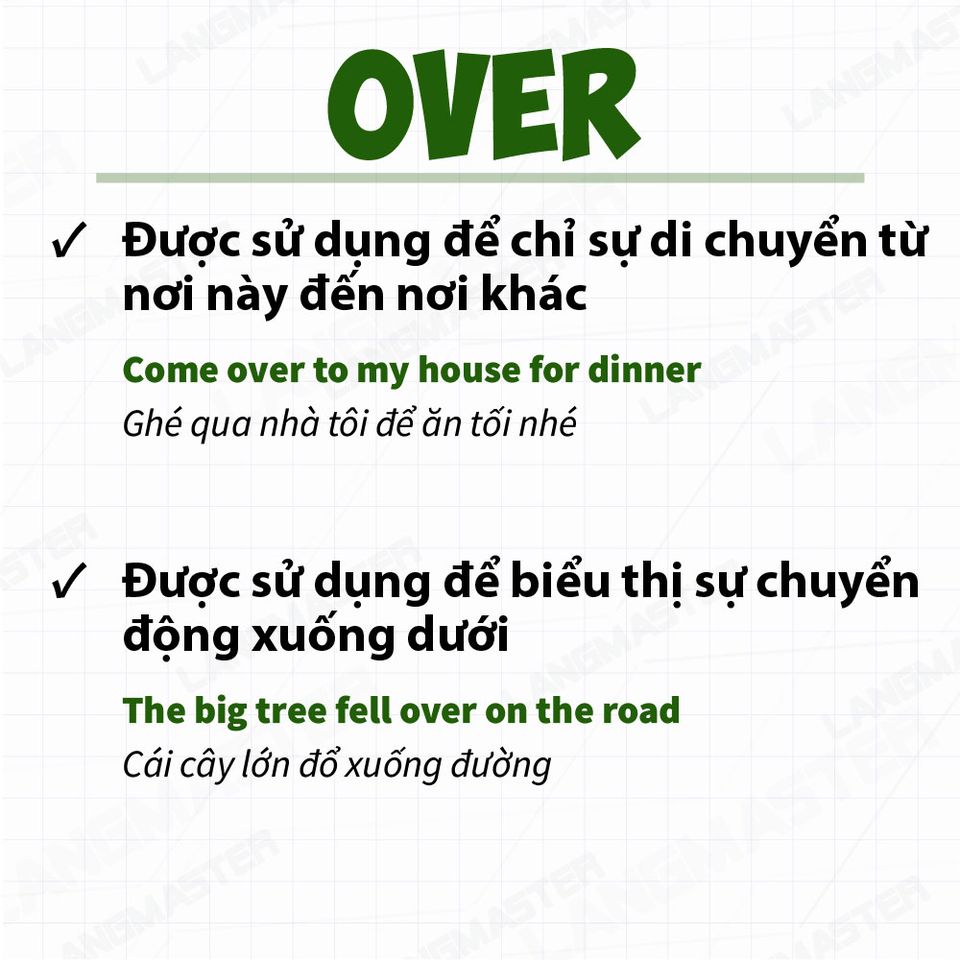 OVER
✓ Được sử dụng để chỉ sự di chuyển từ
nơi này đến nơi khác
Come over to my house for dinner
Ghé qua nhà tôi để ăn tối nhé
✓ Được sử dụng để biểu thị sự chuyển
động xuống dưới
The big tree fell over on the road
Cái cây lớn đổ xuống đường
LANGMASTER